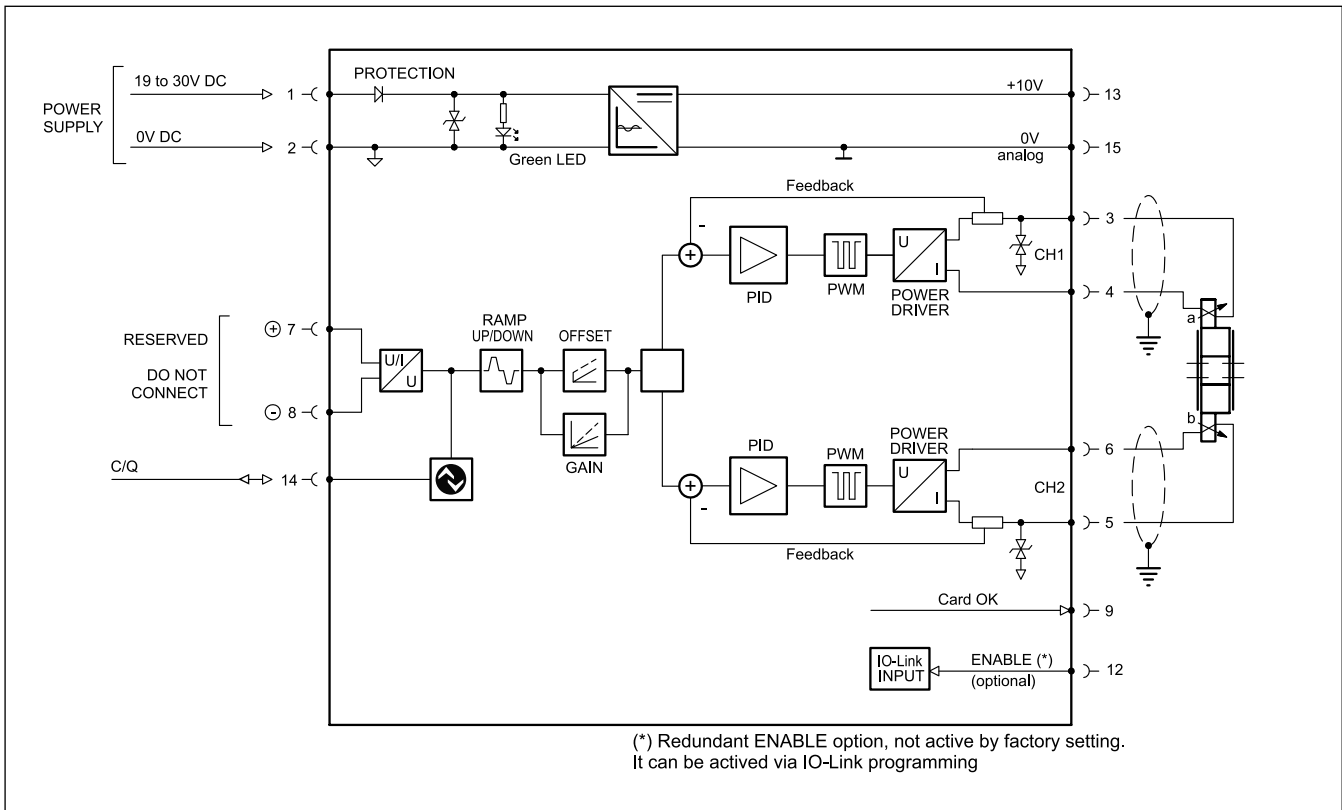 POWER SUPPLY
19 to 30V DC
1
0V DC
2
PROTECTION
Green LED
+10V
13
0V
analog
15
Feedback
-
+
PID
PWM
U
I
POWER
DRIVER
CH1
3
4
RESERVED
DO NOT
CONNECT
+ 7
- 8
U/I
U
RAMP
UP/DOWN
OFFSET
GAIN
C/Q
14
a
b
+
-
PID
PWM
POWER
DRIVER
U
I
CH2
6
5
Feedback
Card OK
9
IO-Link
INPUT
ENABLE (*)
(optional)
12
(*) Redundant ENABLE option, not active by factory setting.
It can be actived via IO-Link programming